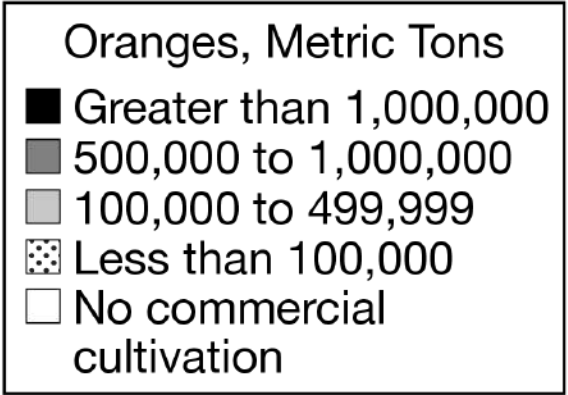 Oranges, Metric Tons
Greater than 1,000,000
500,000 to 1,000,000
100,000 to 499,999
Less than 100,000
No commercial
cultivation